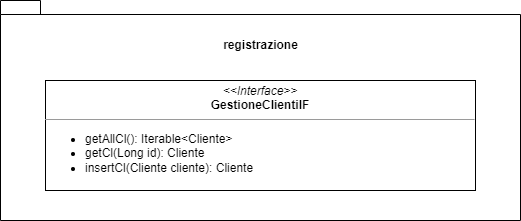 registrazione
<<Interface>>
GestioneClientiIF
getAllCl(): Iterable<Cliente>
getCl(Long id): Cliente
insertCl(Cliente cliente): Cliente